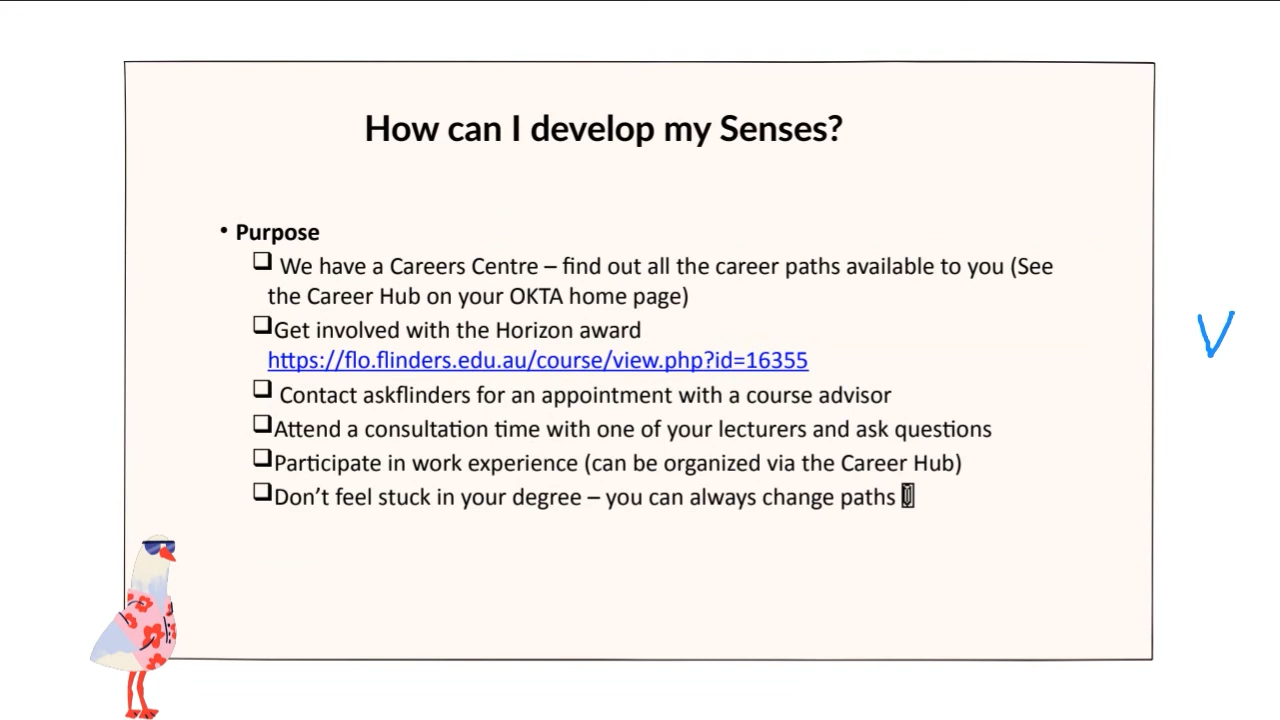 How can I develop my Senses?
• Purpose
❑ We have a Careers Centre – find out all the career paths available to you (See
the Career Hub on your OKTA home page)
❑Get involved with the Horizon award
https://flo.flinders.edu.au/course/view.php?id=16355
❑ Contact askflinders for an appointment with a course advisor
❑Attend a consultation time with one of your lecturers and ask questions
❑Participate in work experience (can be organized via the Career Hub)
❑Don’t feel stuck in your degree – you can always change paths
V